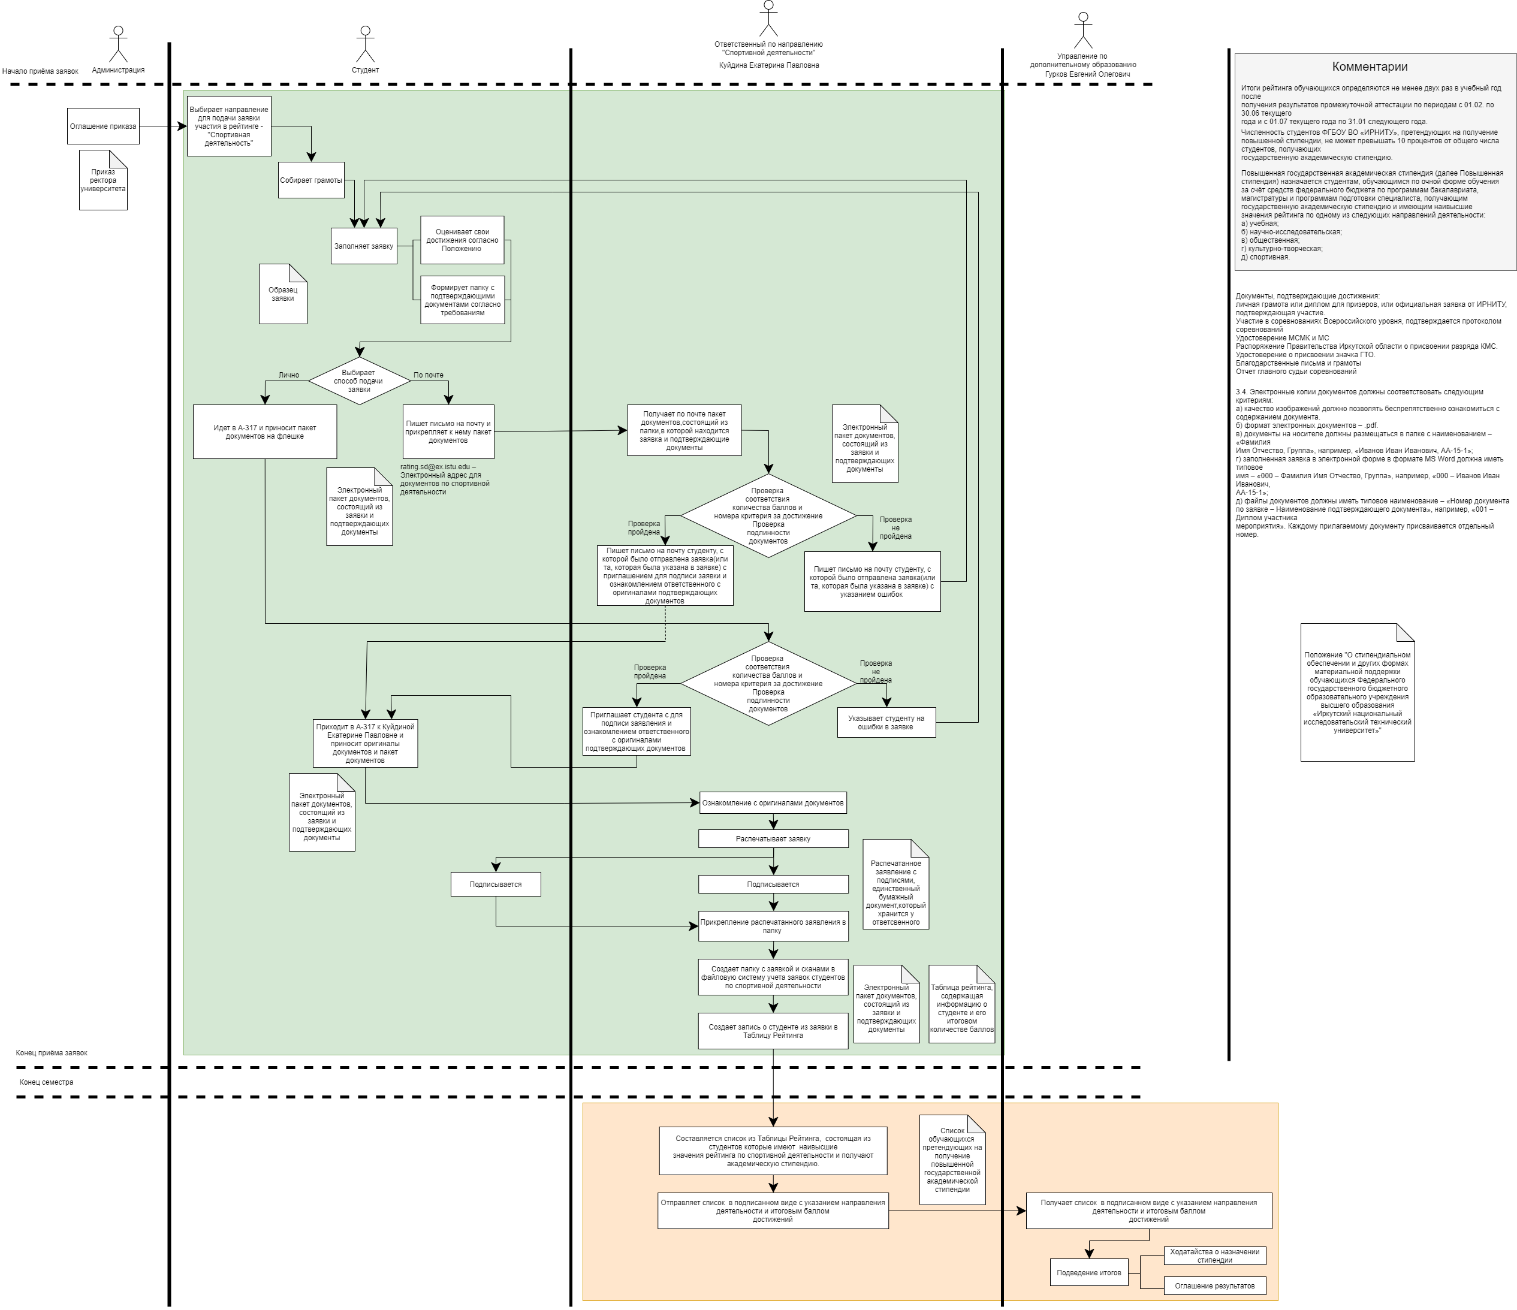 Начало приёма заявок
Администрация
Студент
Ответственный по направлению
"Спортивной деятельности"
Куйдина Екатерина Павловна
Управление по
дополнительному образованию
Гурков Евгений Олегович
Оглашение приказа
Приказ
ректора
университета
Выбирает направление
для подачи заявки
участия в рейтинге -
"Спортивная
деятельность"
Собирает грамоты
Заполняет заявку
Оценивает свои
достижения согласно
Положению
Формирует папку с
подтверждающими
документами согласно
требованиям
Образец
заявки
Выбирает
способ подачи
заявки
Лично
По почте
Идет в А-317 и приносит пакет
документов на флешке
Пишет письмо на почту и
прикрепляет к нему пакет
документов
rating.sd@ex.istu.edu –
Электронный адрес для
документов по спортивной
деятельности
Электронный
пакет документов,
состоящий из
заявки и
подтверждающих
документы
Получает по почте пакет
документов,состоящий из
папки,в которой находится
заявка и подтверждающие
документы
Электронный
пакет документов,
состоящий из
заявки и
подтверждающих
документы
Проверка
соответствия
количества баллов и
номера критерия за достижение
Проверка
подлинности
документов
Проверка
пройдена
Проверка
не
пройдена
Пишет письмо на почту студенту, с
которой было отправлена заявка(или
та, которая была указана в заявке) с
приглашением для подписи заявки и
ознакомлением ответственного с
оригиналами подтверждающих
документов
Пишет письмо на почту студенту, с
которой было отправлена заявка(или
та, которая была указана в заявке) с
указанием ошибок
Проверка
соответствия
количества баллов и
номера критерия за достижение
Проверка
подлинности
документов
Проверка
пройдена
Проверка
не
пройдена
Приглашает студента с для
подписи заявления и
ознакомлением ответственного
с оригиналами
подтверждающих документов
Указывает студенту на
ошибки в заявке
Приходит в А-317 к Куйдиной
Екатерине Павловне и
приносит оригиналы
документов и пакет
документов
Электронный
пакет документов,
состоящий из
заявки и
подтверждающих
документы
Ознакомление с оригиналами документов
Распечатывает заявку
Подписывается
Подписывается
Распечатанное
заявление с
подписями,
единственный
бумажный
документ,который
хранится у
ответсвенного
Прикрепление распечатанного заявления в
папку
Создает папку с заявкой и сканами в
файловую систему учета заявок студентов
по спортивной деятельности
Электронный
пакет документов,
состоящий из
заявки и
подтверждающих
документы
Таблица рейтинга,
содержащая
информацию о
студенте и его
итоговом
количестве баллов
Создает запись о студенте из заявки в
Таблицу Рейтинга
Конец приёма заявок
Конец семестра
Составляется список из Таблицы Рейтинга, состоящая из
студентов которые имеют наивысшие
значения рейтинга по спортивной деятельности и получают
академическую стипендию.
Список
обучающихся
претендующих на
получение
повышенной
государственной
академической
стипендии
Отправляет список в подписанном виде с указанием направления
деятельности и итоговым баллом
достижений
Получает список в подписанном виде с указанием направления
деятельности и итоговым баллом
достижений
Подведение итогов
Ходатайства о назначении
стипендии
Оглашение результатов
Комментарии
Итоги рейтинга обучающихся определяются не менее двух раз в учебный год
после
получения результатов промежуточной аттестации по периодам с 01.02. по
30.06 текущего
года и с 01.07 текущего года по 31.01 следующего года.
Численность студентов ФГБОУ ВО «ИРНИТУ», претендующих на получение
повышенной стипендии, не может превышать 10 процентов от общего числа
студентов, получающих
государственную академическую стипендию.
Повышенная государственная академическая стипендия (далее Повышенная
стипендия) назначается студентам, обучающимся по очной форме обучения
за счёт средств федерального бюджета по программам бакалавриата,
магистратуры и программам подготовки специалиста, получающим
государственную академическую стипендию и имеющим наивысшие
значения рейтинга по одному из следующих направлений деятельности:
а) учебная;
б) научно-исследовательская;
в) общественная;
г) культурно-творческая;
д) спортивная.
Документы, подтверждающие достижения:
личная грамота или диплом для призеров, или официальная заявка от ИРНИТУ,
подтверждающая участие.
Участие в соревнованиях Всероссийского уровня, подтверждается протоколом
соревнований
Удостоверение МСМК и МС
Распоряжение Правительства Иркутской области о присвоении разряда КМС.
Удостоверение о присвоении значка ГТО.
Благодарственные письма и грамоты
Отчет главного судьи соревнований
3.4. Электронные копии документов должны соответствовать следующим
критериям:
а) качество изображений должно позволять беспрепятственно ознакомиться с
содержанием документа,
б) формат электронных документов – .pdf.
в) документы на носителе должны размещаться в папке с наименованием –
«Фамилия
Имя Отчество, Группа», например, «Иванов Иван Иванович, АА-15-1»;
г) заполненная заявка в электронной форме в формате MS Word должна иметь
типовое
имя – «000 – Фамилия Имя Отчество, Группа», например, «000 – Иванов Иван
Иванович,
АА-15-1»;
д) файлы документов должны иметь типовое наименование – «Номер документа
по заявке – Наименование подтверждающего документа», например, «001 –
Диплом участника
мероприятия». Каждому прилагаемому документу присваивается отдельный
номер.
Положение "О стипендиальном
обеспечении и других формах
материальной поддержки
обучающихся Федерального
государственного бюджетного
образовательного учреждения
высшего образования
«Иркутский национальный
исследовательский технический
университет»"